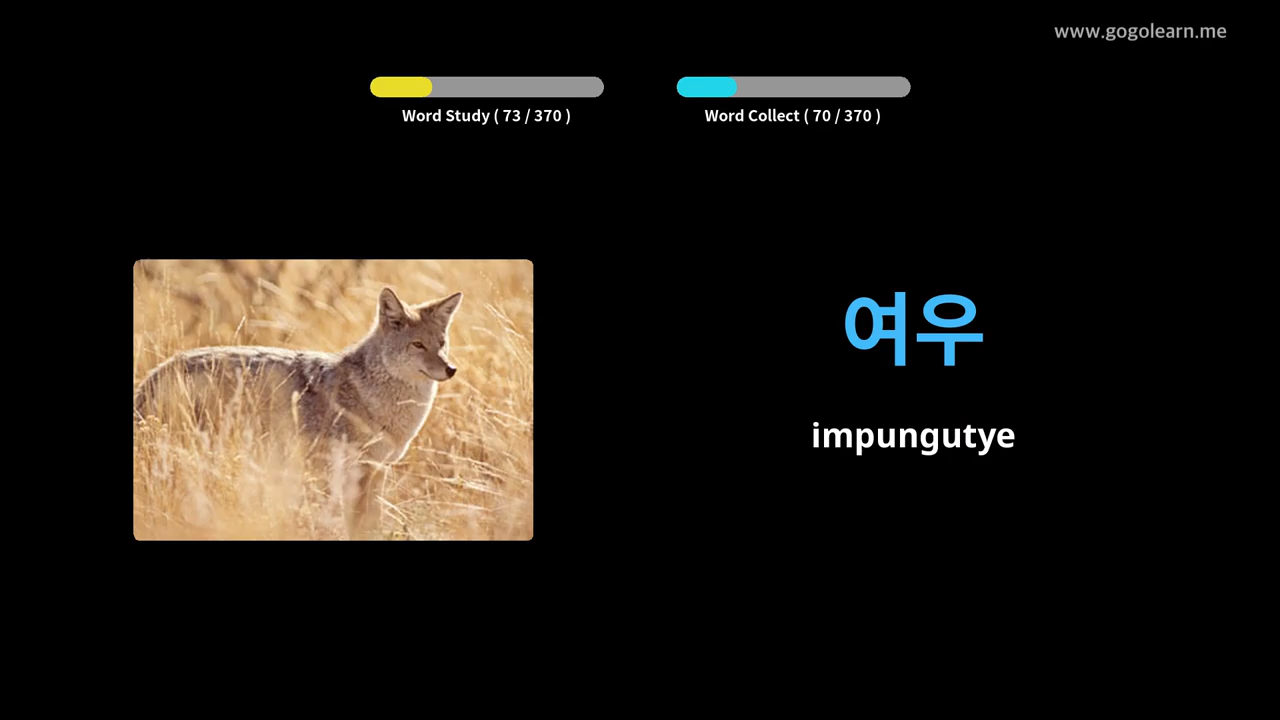 www.gogolearn.me
Word Study ( 73 / 370 )
Word Collect ( 70 / 370 )
여우
impungutye